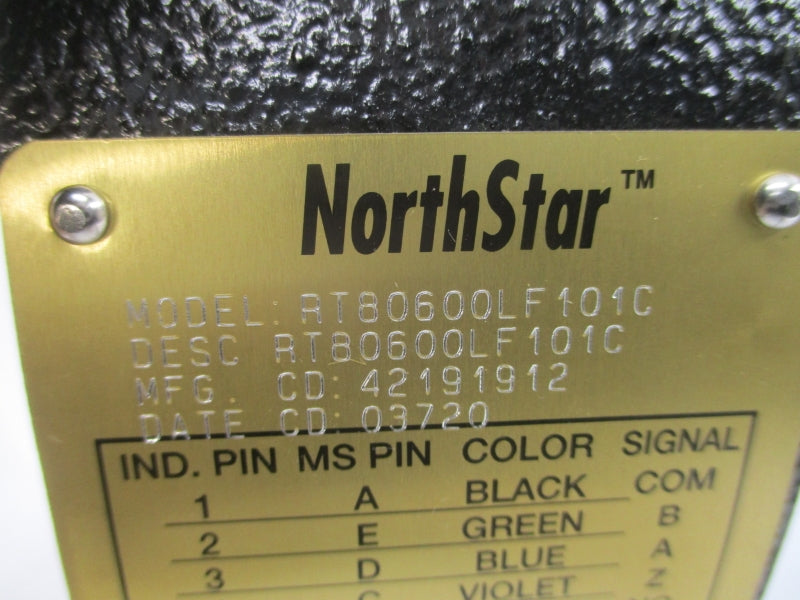 NorthStar™
MODEL: RT80600LF101C
DESC RT80600LF101C
MFG. CD: 42191912
DATE CD: 03720
IND. PIN MS PIN COLOR SIGNAL
1 A BLACK COM
2 E GREEN B
3 D BLUE A
C VIOLET Z